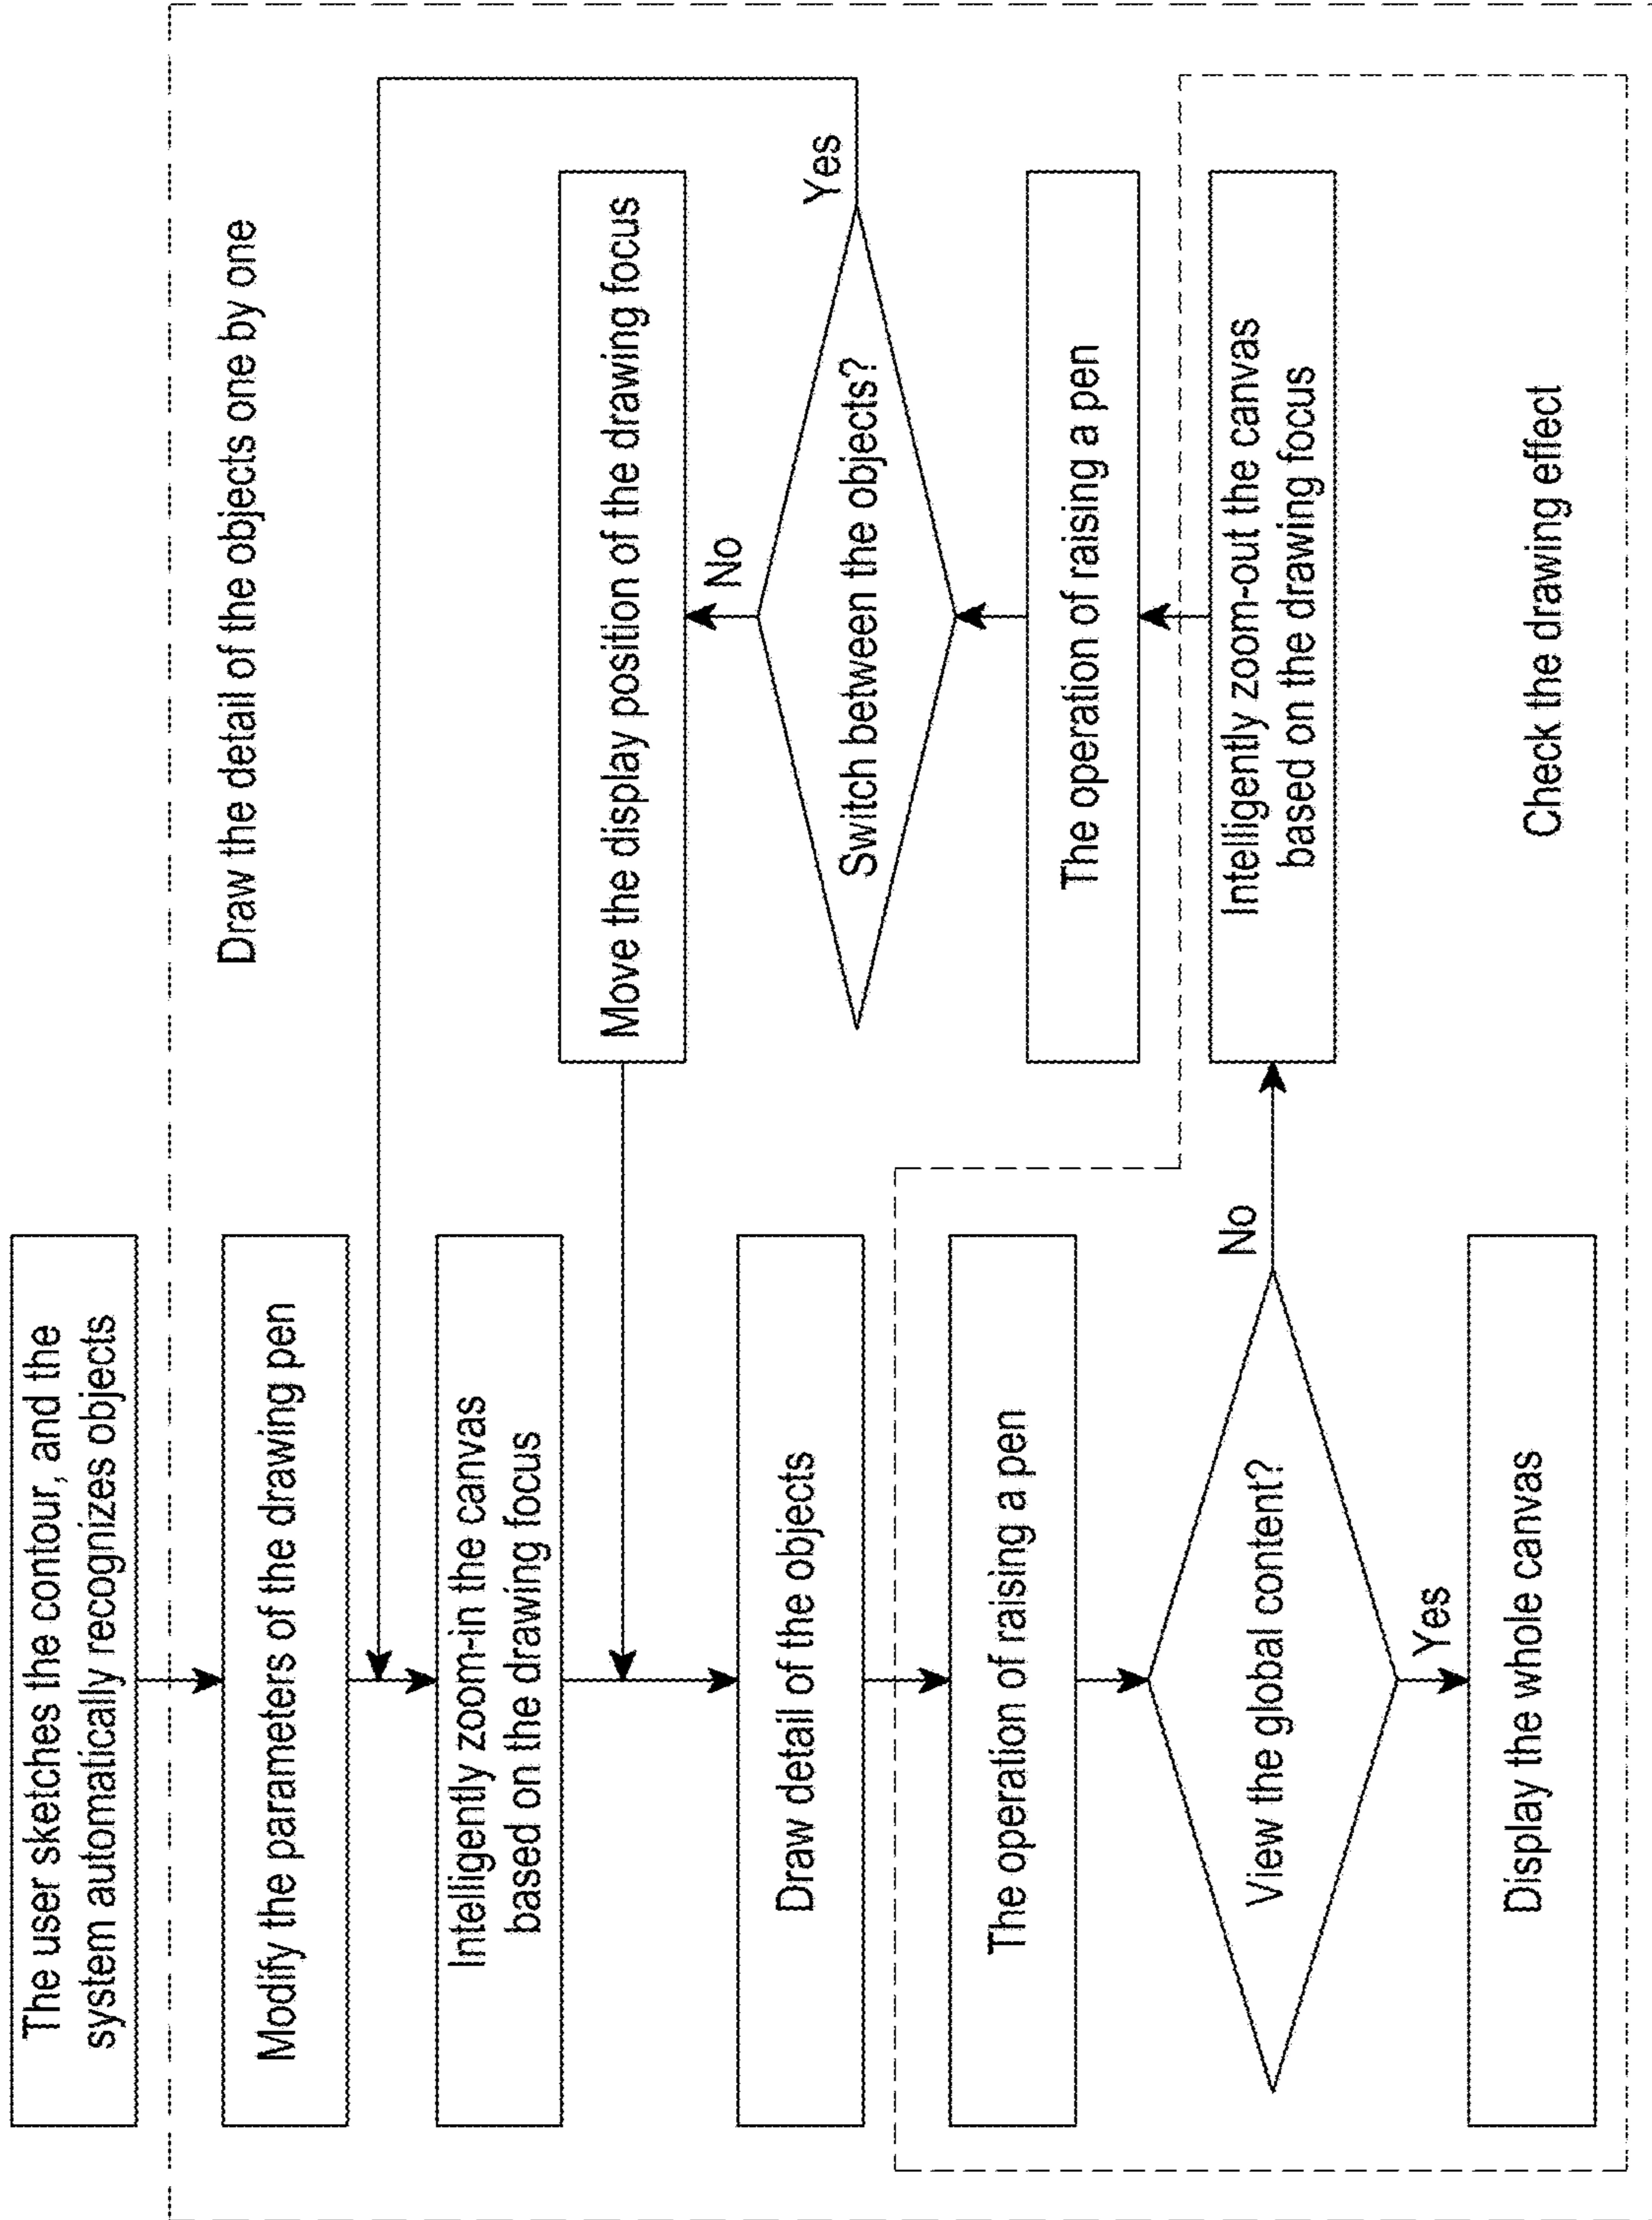 The user sketches the contour, and the
system automatically recognizes objects
Draw the detail of the objects one by one
Modify the parameters of the drawing pen
Intelligently zoom-in the canvas
based on the drawing focus
Move the display position of the drawing focus
No
Yes
Switch between the objects?
Draw detail of the objects
The operation of raising a pen
The operation of raising a pen
View the global content?
No
Intelligently zoom-out the canvas
based on the drawing focus
Yes
Display the whole canvas
Check the drawing effect